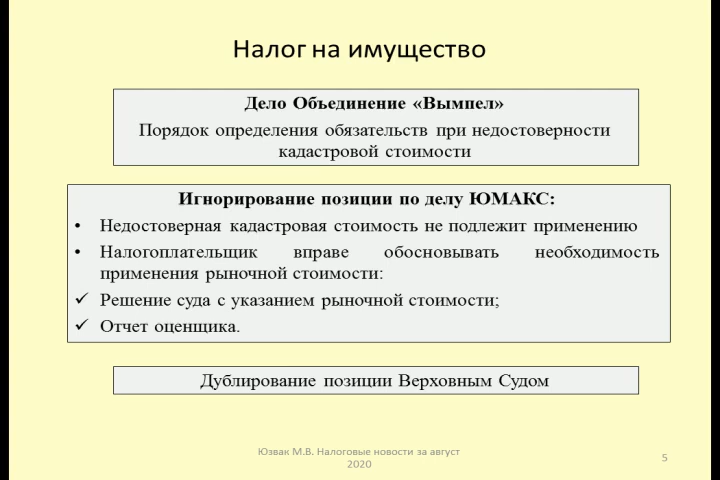 Налог на имущество
Дело Объединение «Вымпел»
Порядок определения обязательств при недостоверности
кадастровой стоимости
Игнорирование позиции по делу ЮМАКС:
• Недостоверная кадастровая стоимость не подлежит применению
• Налогоплательщик вправе обосновывать необходимость
применения рыночной стоимости:
✓ Решение суда с указанием рыночной стоимости;
✓ Отчет оценщика.
Дублирование позиции Верховным Судом
Юзвак М.В. Налоговые новости за август
2020
5